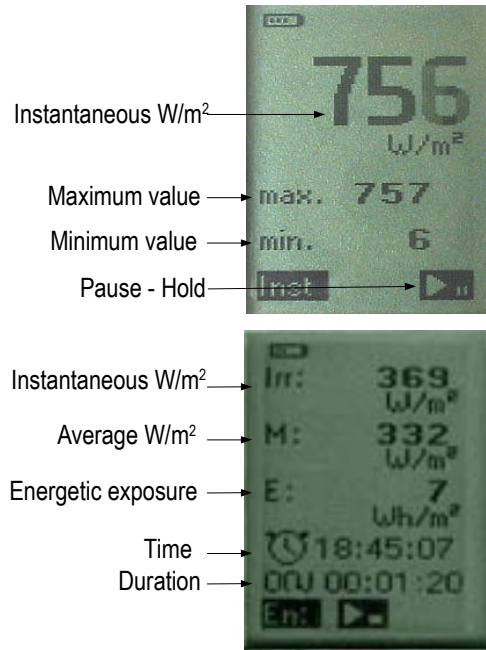 756
Instantaneous W/m²
W/m²
Maximum value max. 757
Minimum value min. 6
Pause - Hold Inst
Instantaneous W/m² Irr: 369
W/m²
Average W/m² M: 332
W/m²
Energetic exposure E: 7
Wh/m²
Time 18:45:07
Duration 00:01:20
En: